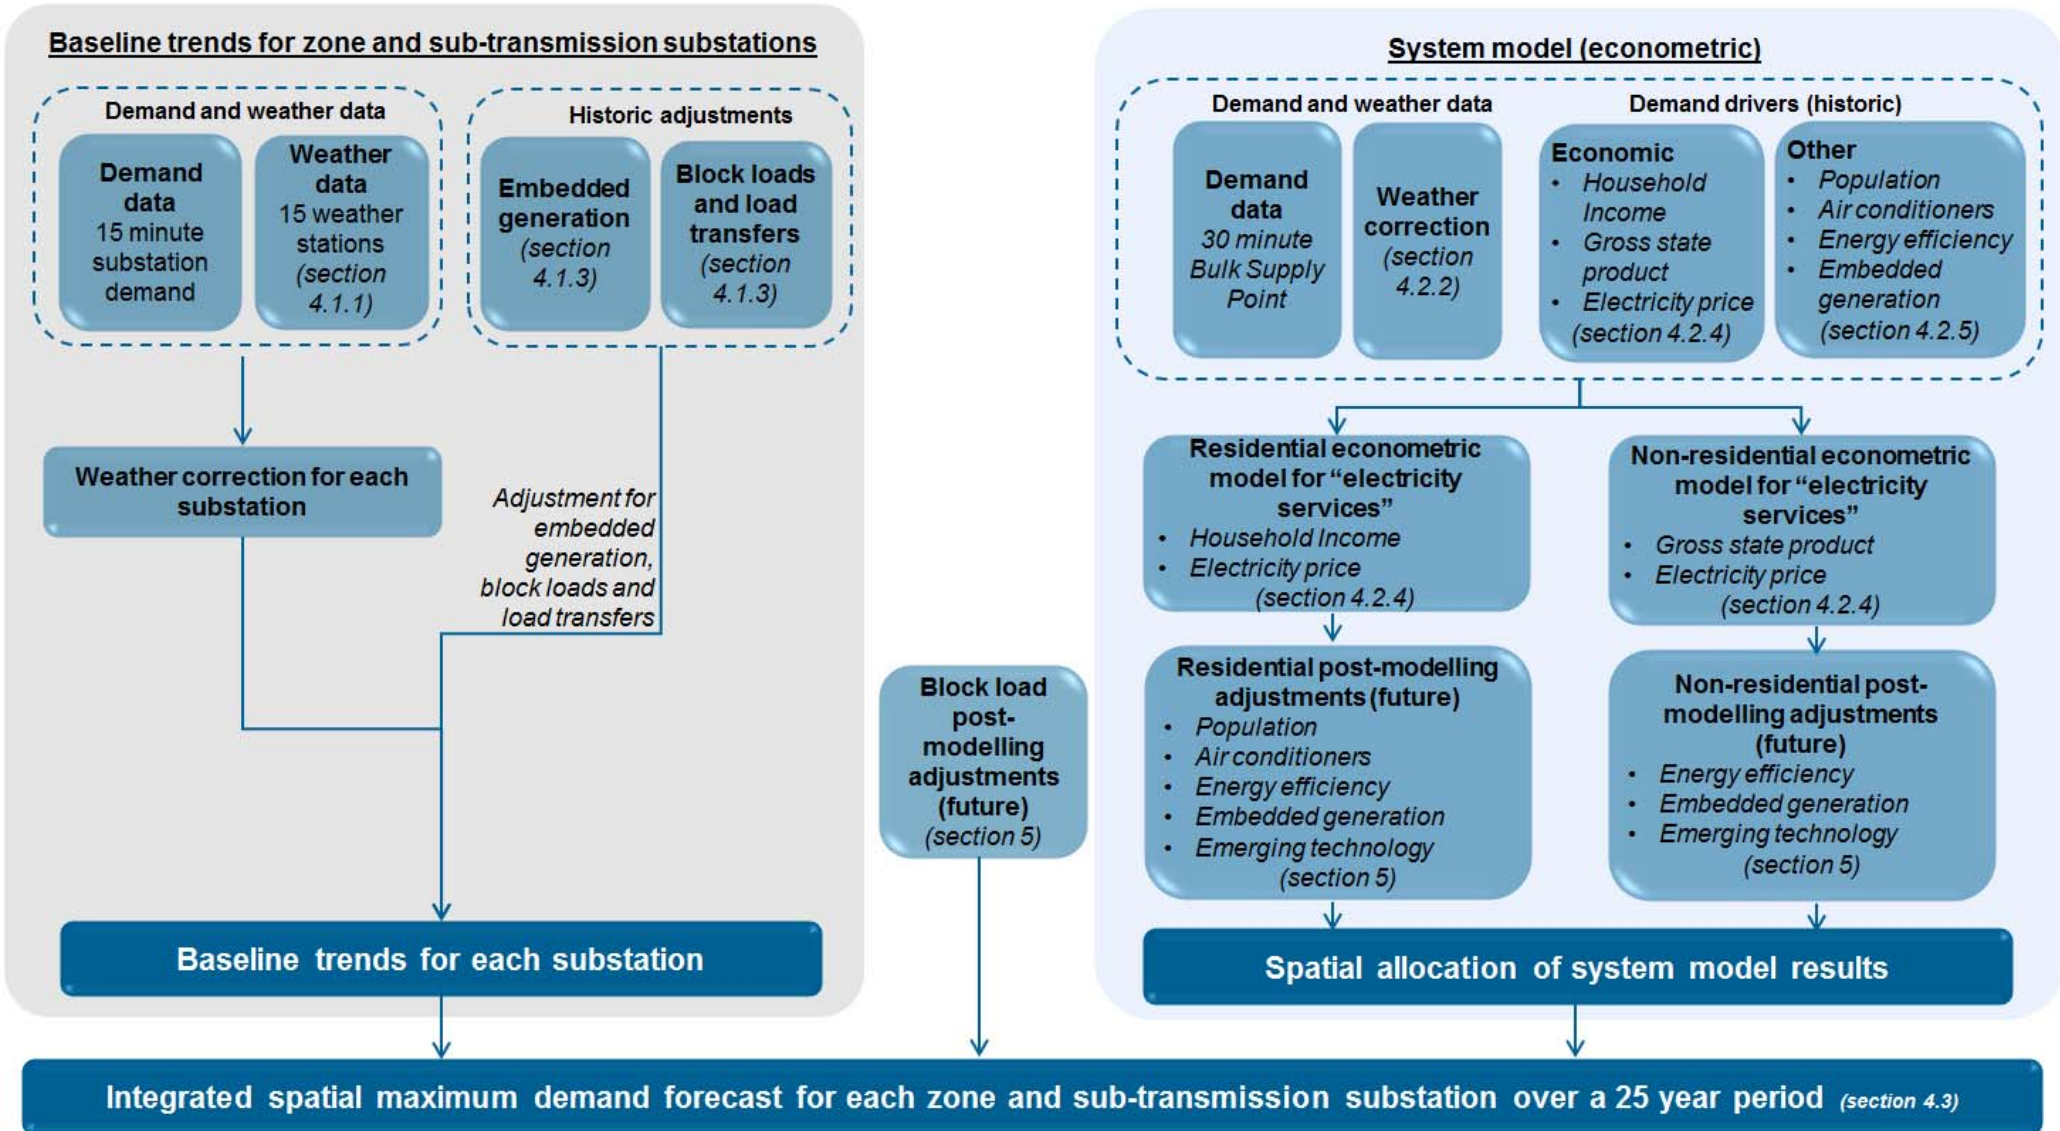 Baseline trends for zone and sub-transmission substations
Demand and weather data
Demand
data
15 minute
substation
demand
Weather
data
15 weather
stations
(section
4.1.1)
Historic adjustments
Embedded
generation
(section
4.1.3)
Block loads
and load
transfers
(section
4.1.3)
Weather correction for each
substation
Adjustment for
embedded
generation,
block loads and
load transfers
Baseline trends for each substation
Block load
post-
modelling
adjustments
(future)
(section 5)
System model (econometric)
Demand and weather data
Demand
data
30 minute
Bulk Supply
Point
Weather
correction
(section
4.2.2)
Demand drivers (historic)
Economic
• Household
Income
• Gross state
product
• Electricity price
(section 4.2.4)
Other
• Population
• Air conditioners
• Energy efficiency
• Embedded
generation
(section 4.2.5)
Residential econometric
model for “electricity
services”
• Household Income
• Electricity price
(section 4.2.4)
Non-residential econometric
model for “electricity
services”
• Gross state product
• Electricity price
(section 4.2.4)
Residential post-modelling
adjustments (future)
• Population
• Air conditioners
• Energy efficiency
• Embedded generation
• Emerging technology
(section 5)
Non-residential post-
modelling adjustments
(future)
• Energy efficiency
• Embedded generation
• Emerging technology
(section 5)
Spatial allocation of system model results
Integrated spatial maximum demand forecast for each zone and sub-transmission substation over a 25 year period (section 4.3)